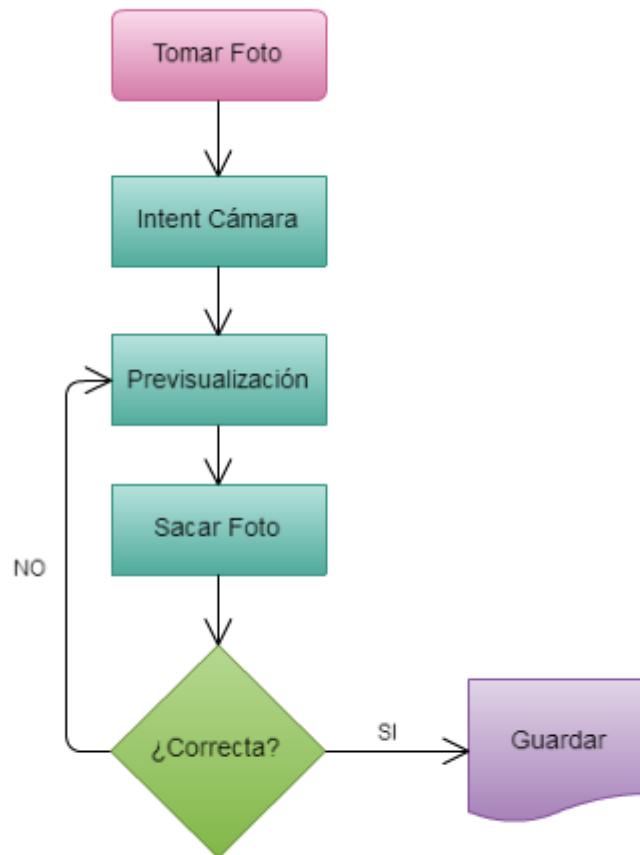 Tomar Foto
Intent Cámara
Previsualización
Sacar Foto
NO
¿Correcta?
SI
Guardar